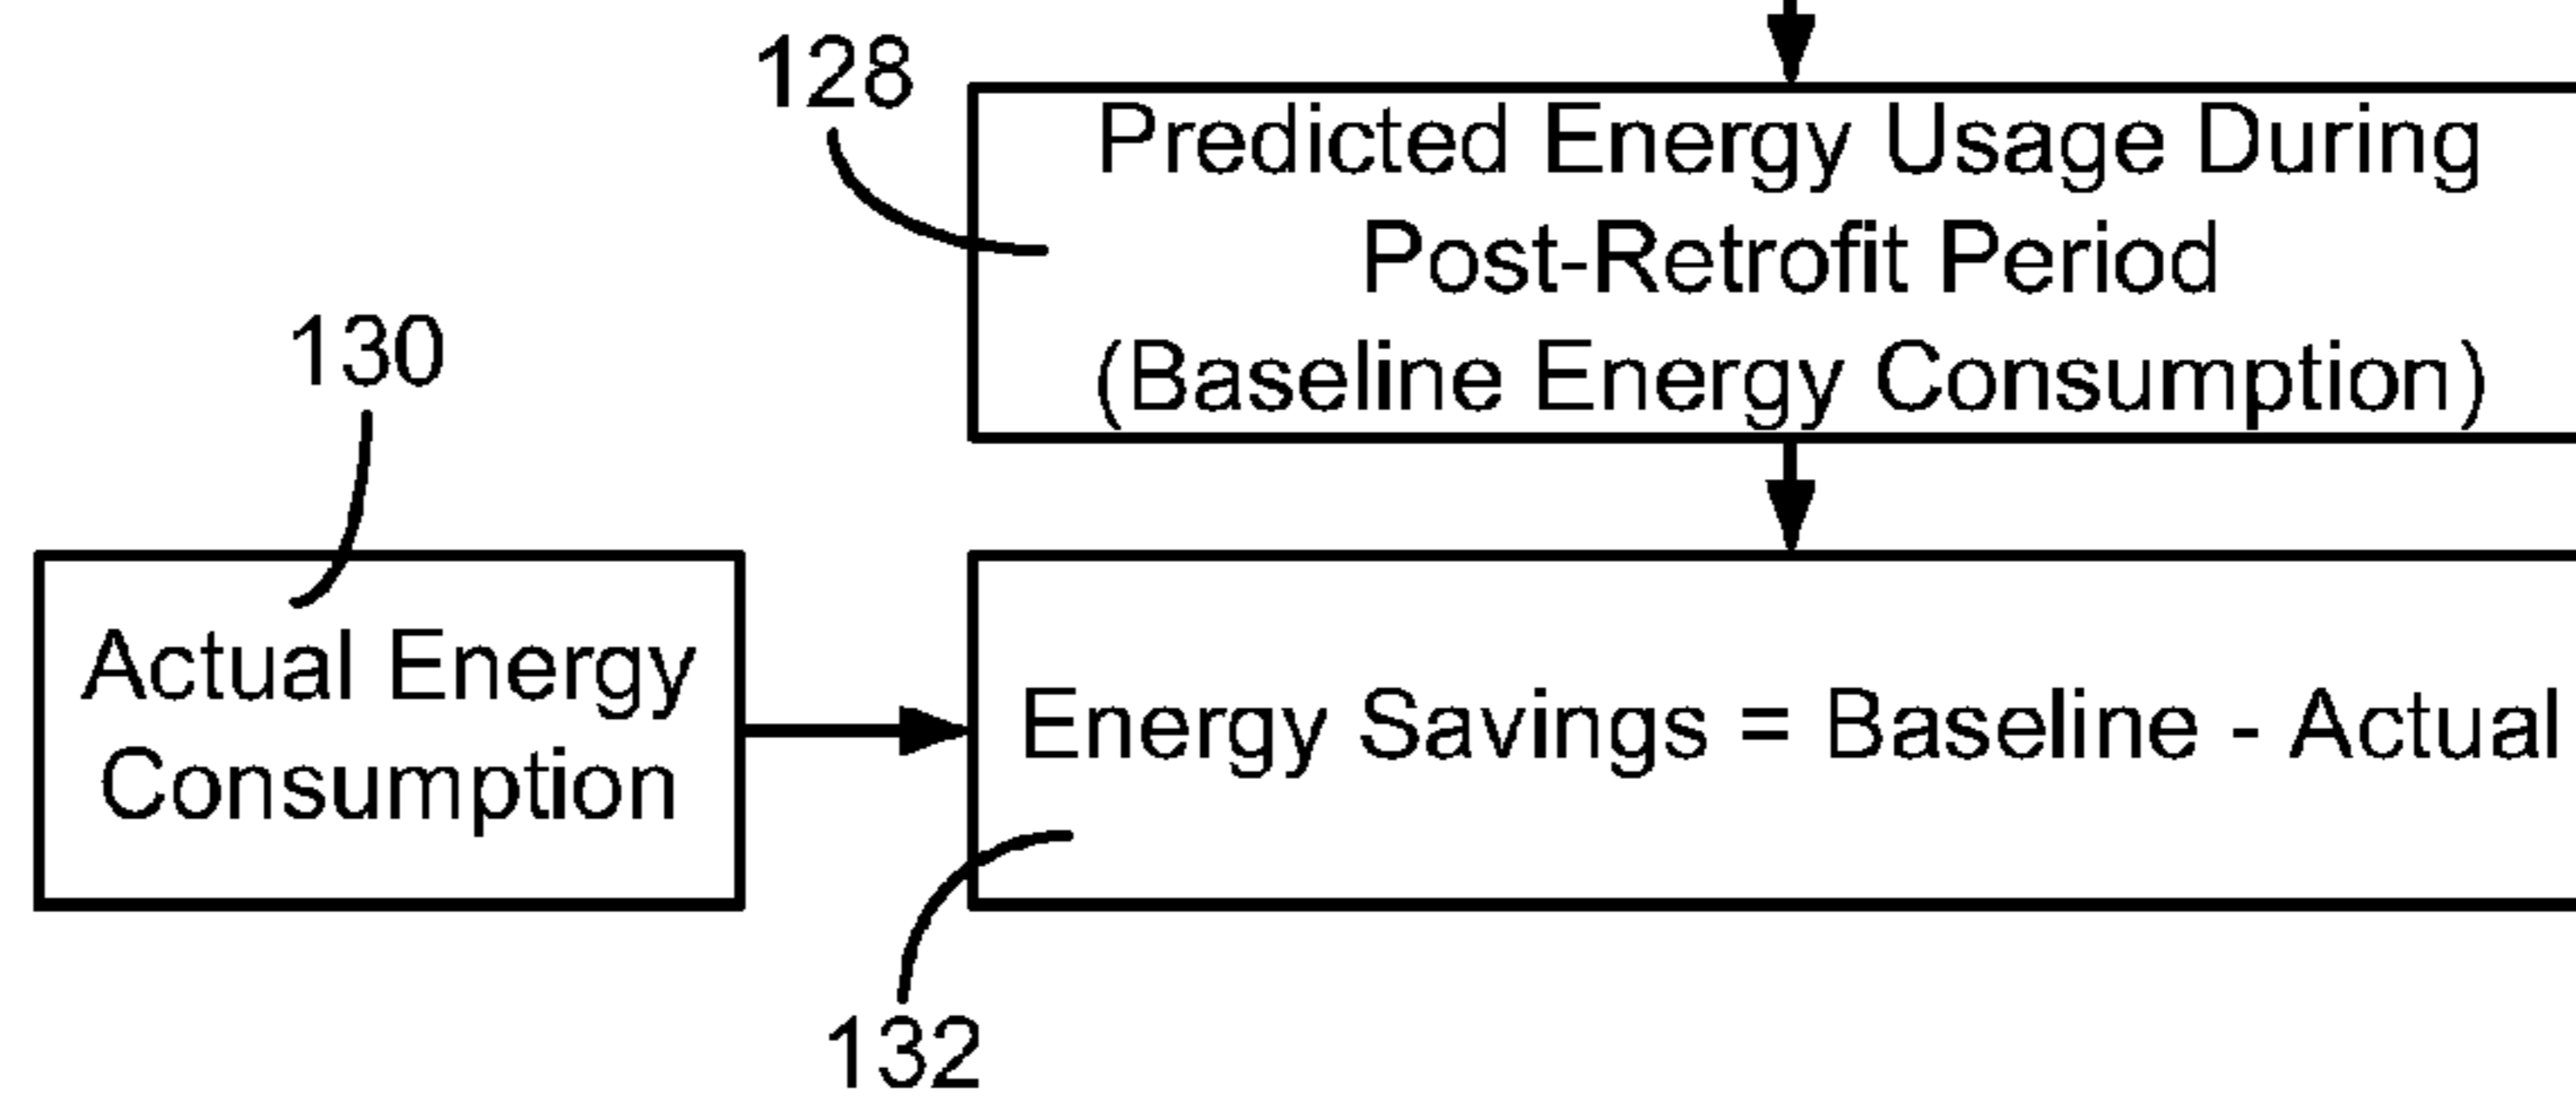 128
Predicted Energy Usage During
Post-Retrofit Period
(Baseline Energy Consumption)
130
Actual Energy
Consumption
Energy Savings = Baseline - Actual
132